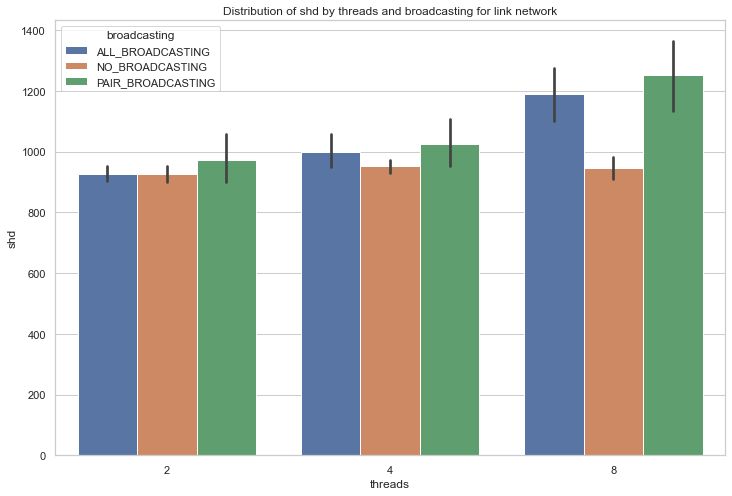 Distribution of shd by threads and broadcasting for link network
broadcasting
ALL_BROADCASTING
NO_BROADCASTING
PAIR_BROADCASTING
1400
1200
1000
800
600
400
200
0
shd
2 4 8
threads